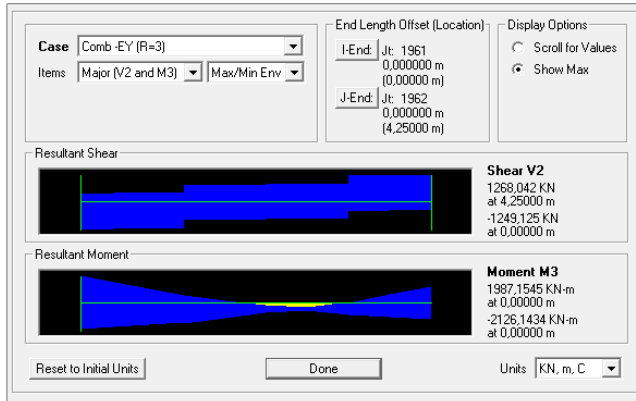 Case Comb -EY (R=3)
Items Major (V2 and M3) Max/Min Env
End Length Offset (Location)
I-End: Jt: 1961
0,000000 m
(0,00000 m)
J-End: Jt: 1962
0,000000 m
(4,25000 m)
Display Options
Scroll for Values
Show Max
Resultant Shear
Shear V2
1268,042 KN
at 4,25000 m
-1249,125 KN
at 0,00000 m
Resultant Moment
Moment M3
1987,1545 KN-m
at 0,00000 m
-2126,1434 KN-m
at 0,00000 m
Reset to Initial Units
Done
Units KN, m, C